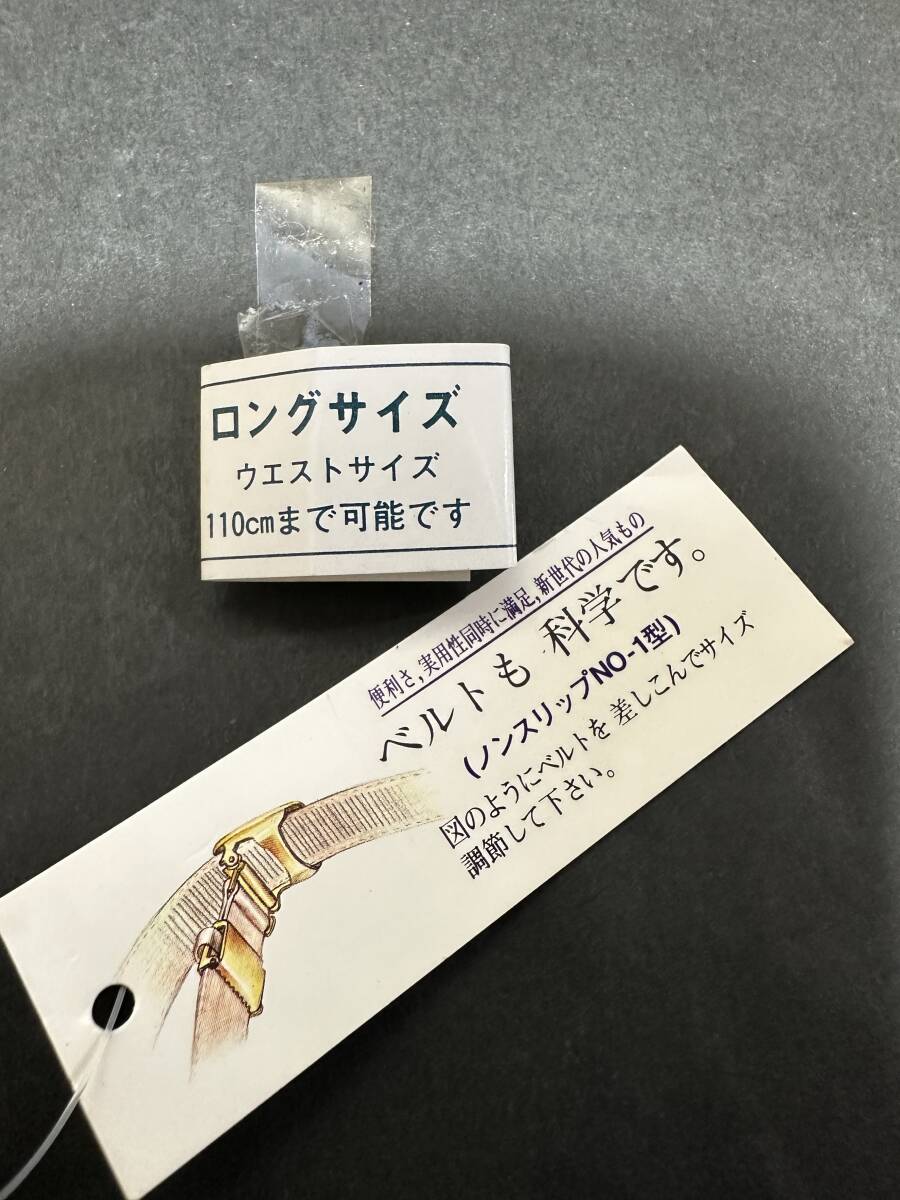 ロングサイズ
ウエストサイズ
110cmまで可能です
便利さ,実用性同時に満足,新世代の人気もの
ベルトも 科学です。
(ノンスリップNO-1型)
図のようにベルトを 差しこんでサイズ
調節して下さい。